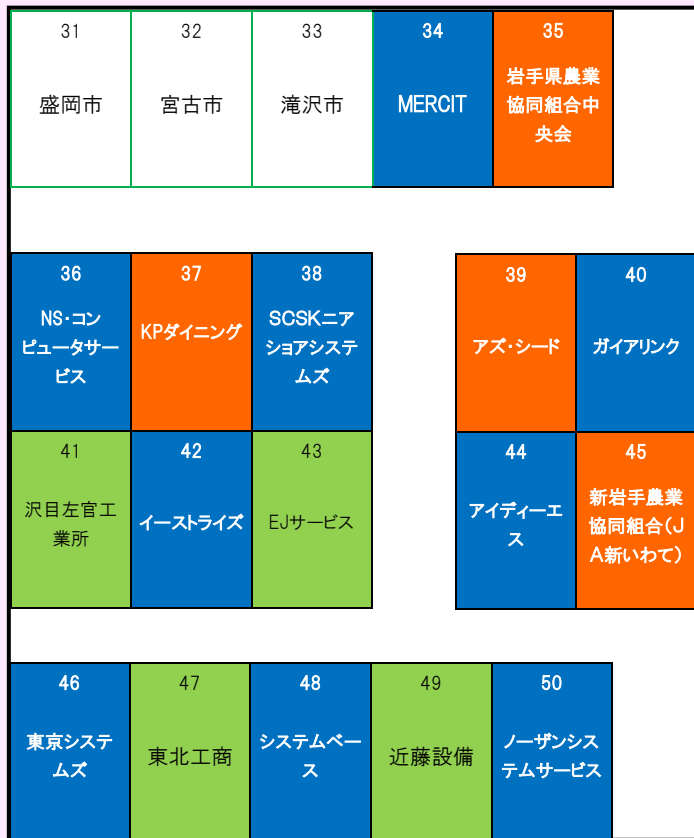 31
盛岡市
32
宮古市
33
滝沢市
34
MERCIT
35
岩手県農業
協同組合中
央会
36
NS・コン
ピュータサー
ビス
37
KPダイニング
38
SCSKニア
ショアシステ
ムズ
39
アズ・シード
40
ガイアリンク
41
沢目左官工
業所
42
イーストライズ
43
EJサービス
44
アイディーエ
ス
45
新岩手農業
協同組合(J
A新いわて)
46
東京システ
ムズ
47
東北工商
48
システムベー
ス
49
近藤設備
50
ノーザンシス
テムサービス